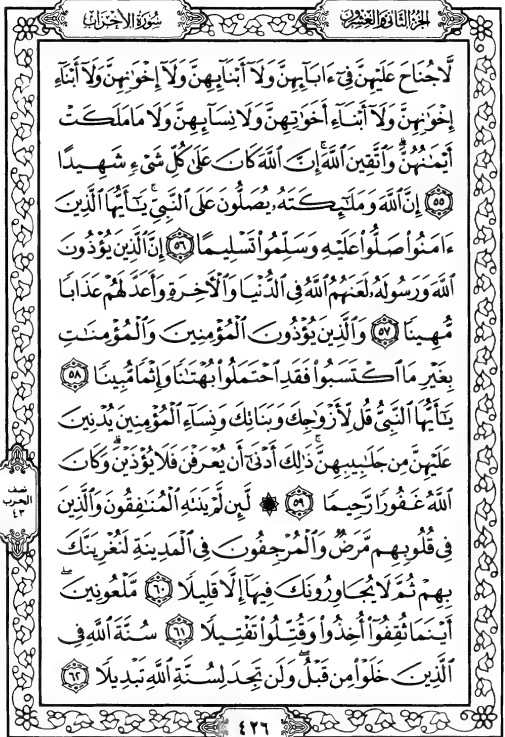 الجزء الثاني والعشرون
سورة الأحزاب
لَّا جُنَاحَ عَلَيْهِنَّ فِىٓ ءَابَآئِهِنَّ وَلَآ أَبْنَآئِهِنَّ وَلَآ إِخْوَٰنِهِنَّ وَلَآ أَبْنَآءِ
إِخْوَٰنِهِنَّ وَلَآ أَبْنَآءِ أَخَوَٰتِهِنَّ وَلَا نِسَآئِهِنَّ وَلَا مَا مَلَكَتْ
أَيْمَٰنُهُنَّ ۗ وَٱتَّقِينَ ٱللَّهَ ۚ إِنَّ ٱللَّهَ كَانَ عَلَىٰ كُلِّ شَىْءٍ شَهِيدًا
٥٥ إِنَّ ٱللَّهَ وَمَلَٰٓئِكَتَهُۥ يُصَلُّونَ عَلَى ٱلنَّبِىِّ ۚ يَٰٓأَيُّهَا ٱلَّذِينَ
ءَامَنُوا۟ صَلُّوا۟ عَلَيْهِ وَسَلِّمُوا۟ تَسْلِيمًا ٥٦ إِنَّ ٱلَّذِينَ يُؤْذُونَ
ٱللَّهَ وَرَسُولَهُۥ لَعَنَهُمُ ٱللَّهُ فِى ٱلدُّنْيَا وَٱلْأَخِرَةِ وَأَعَدَّ لَهُمْ عَذَابًا
مُّهِينًا ٥٧ وَٱلَّذِينَ يُؤْذُونَ ٱلْمُؤْمِنِينَ وَٱلْمُؤْمِنَٰتِ
بِغَيْرِ مَا ٱكْتَسَبُوا۟ فَقَدِ ٱحْتَمَلُوا۟ بُهْتَٰنًا وَإِثْمًا مُّبِينًا ٥٨
يَٰٓأَيُّهَا ٱلنَّبِىُّ قُل لِّأَزْوَٰجِكَ وَبَنَاتِكَ وَنِسَآءِ ٱلْمُؤْمِنِينَ يُدْنِينَ
عَلَيْهِنَّ مِن جَلَٰبِيبِهِنَّ ۚ ذَٰلِكَ أَدْنَىٰٓ أَن يُعْرَفْنَ فَلَا يُؤْذَيْنَ ۗ وَكَانَ
ٱللَّهُ غَفُورًا رَّحِيمًا ٥٩ ۞ لَّئِن لَّمْ يَنتَهِ ٱلْمُنَٰفِقُونَ وَٱلَّذِينَ
فِى قُلُوبِهِم مَّرَضٌ وَٱلْمُرْجِفُونَ فِى ٱلْمَدِينَةِ لَنُغْرِيَنَّكَ
بِهِمْ ثُمَّ لَا يُجَاوِرُونَكَ فِيهَآ إِلَّا قَلِيلًا ٦٠ مَّلْعُونِينَ ۖ
أَيْنَمَا ثُقِفُوٓا۟ أُخِذُوا۟ وَقُتِّلُوا۟ تَقْتِيلًا ٦١ سُنَّةَ ٱللَّهِ فِى
ٱلَّذِينَ خَلَوْا۟ مِن قَبْلُ ۖ وَلَن تَجِدَ لِسُنَّةِ ٱللَّهِ تَبْدِيلًا ٦٢
نصف
الحزب
٤٣
٤٢٦